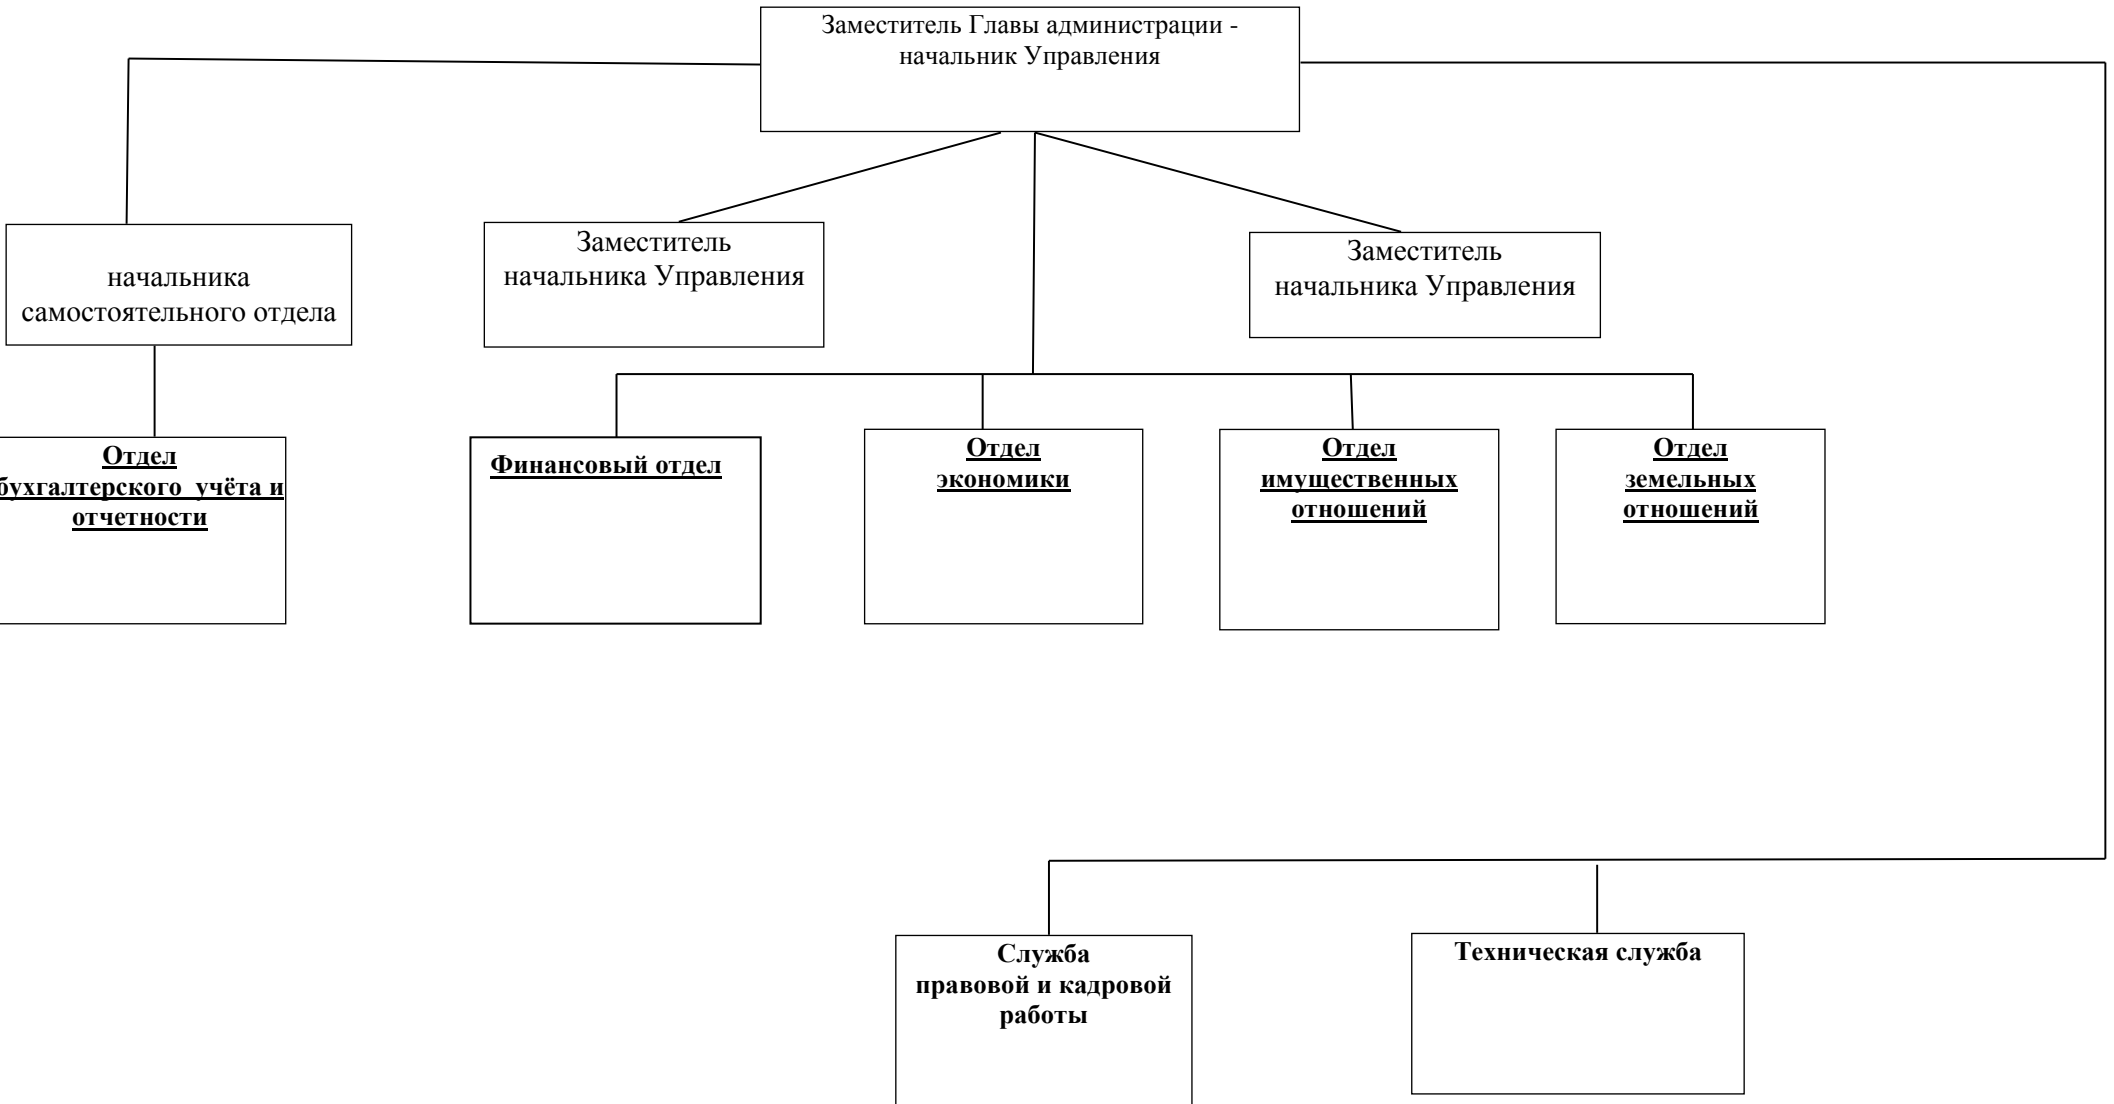 Заместитель Главы администрации -
начальник Управления
начальника
самостоятельного отдела
Заместитель
начальника Управления
Заместитель
начальника Управления
Отдел
бухгалтерского учёта и
отчетности
Финансовый отдел
Отдел
экономики
Отдел
имущественных
отношений
Отдел
земельных
отношений
Служба
правовой и кадровой
работы
Техническая служба